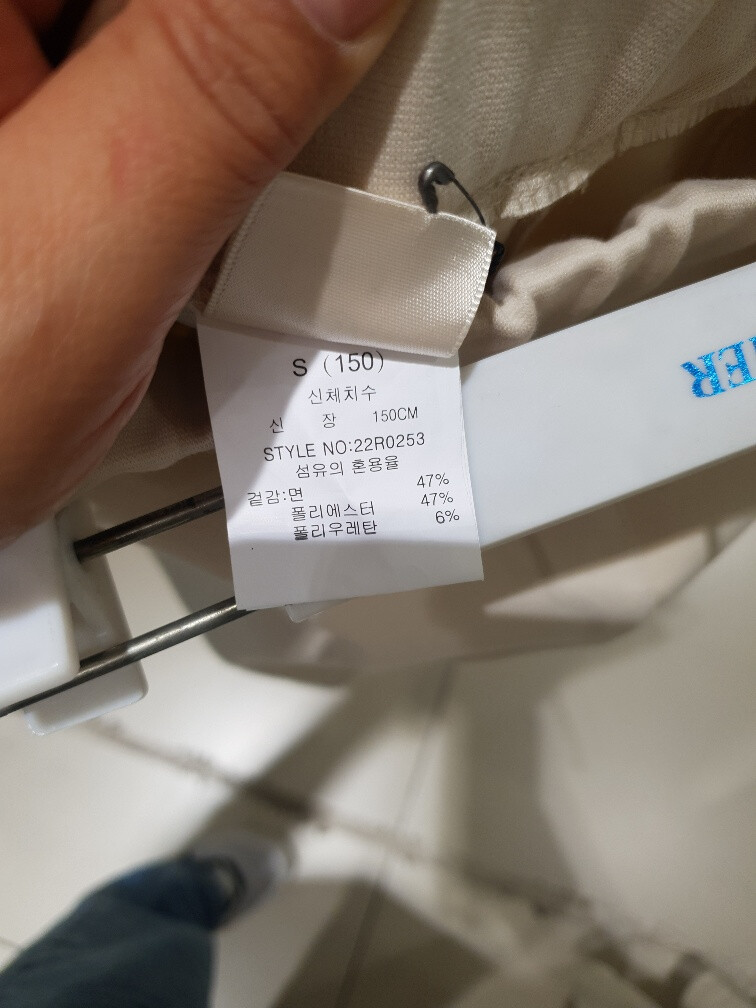 S (150)
신체치수
신 장 150CM
STYLE NO:22R0253
섬유의 혼용율
겉감:면 47%
폴리에스터 47%
폴리우레탄 6%